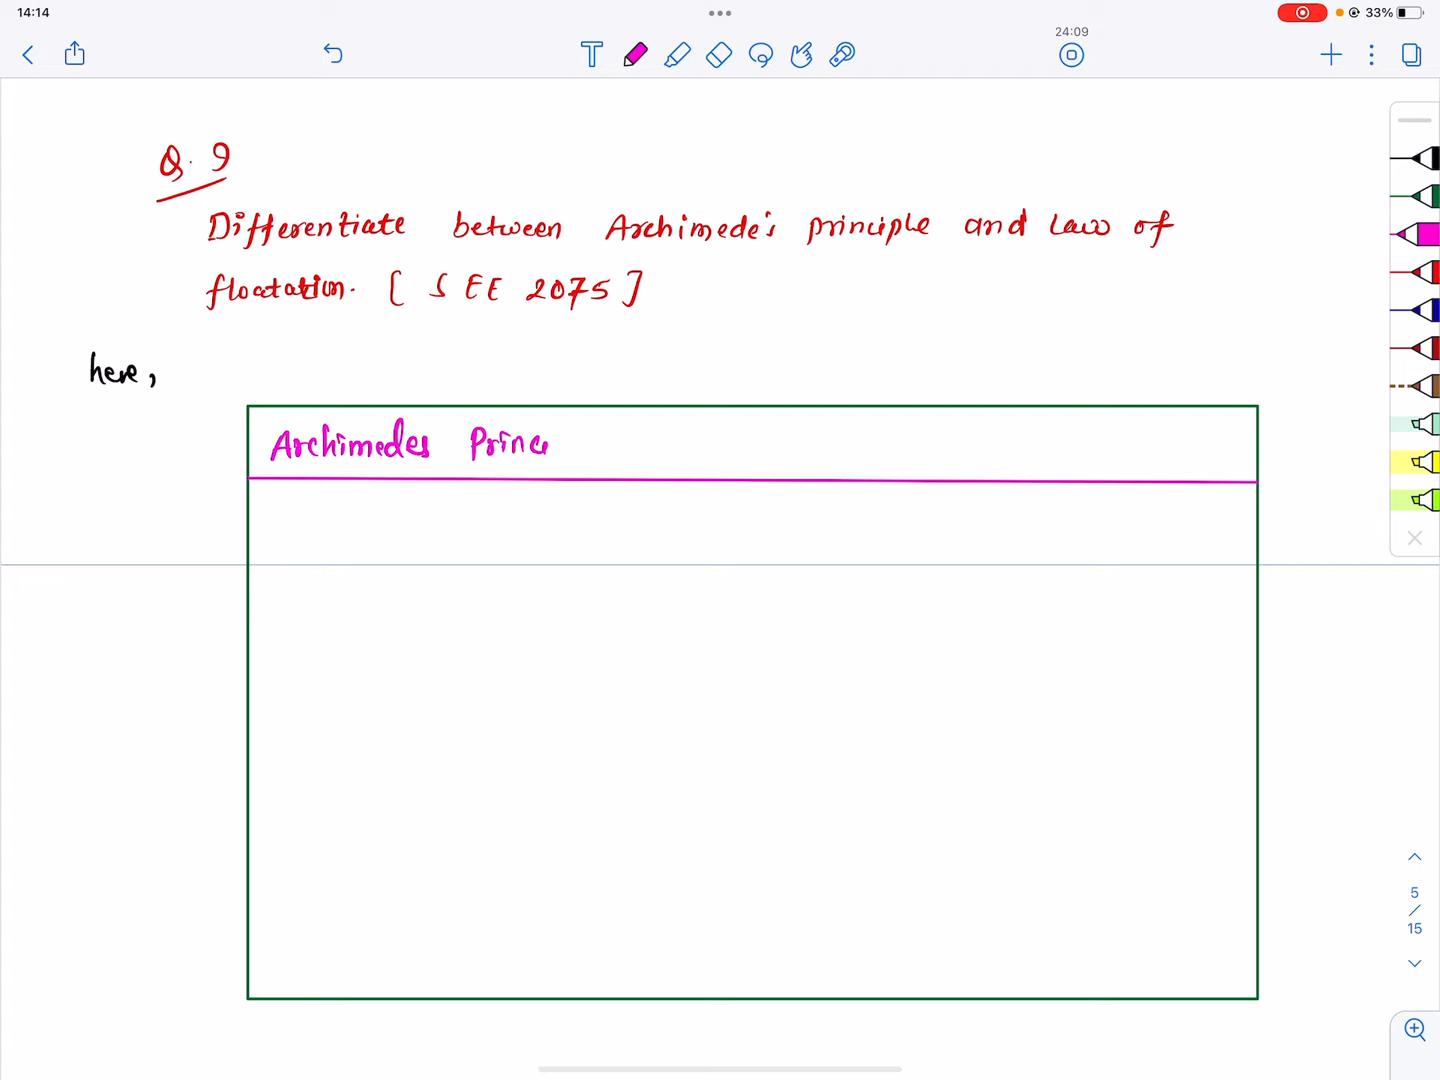 14:14
33%
24:09
Q. 9
Differentiate between Archimede's principle and law of
floatation. [ SEE 2075 ]
here,
Archimedes Princ
5
/
15